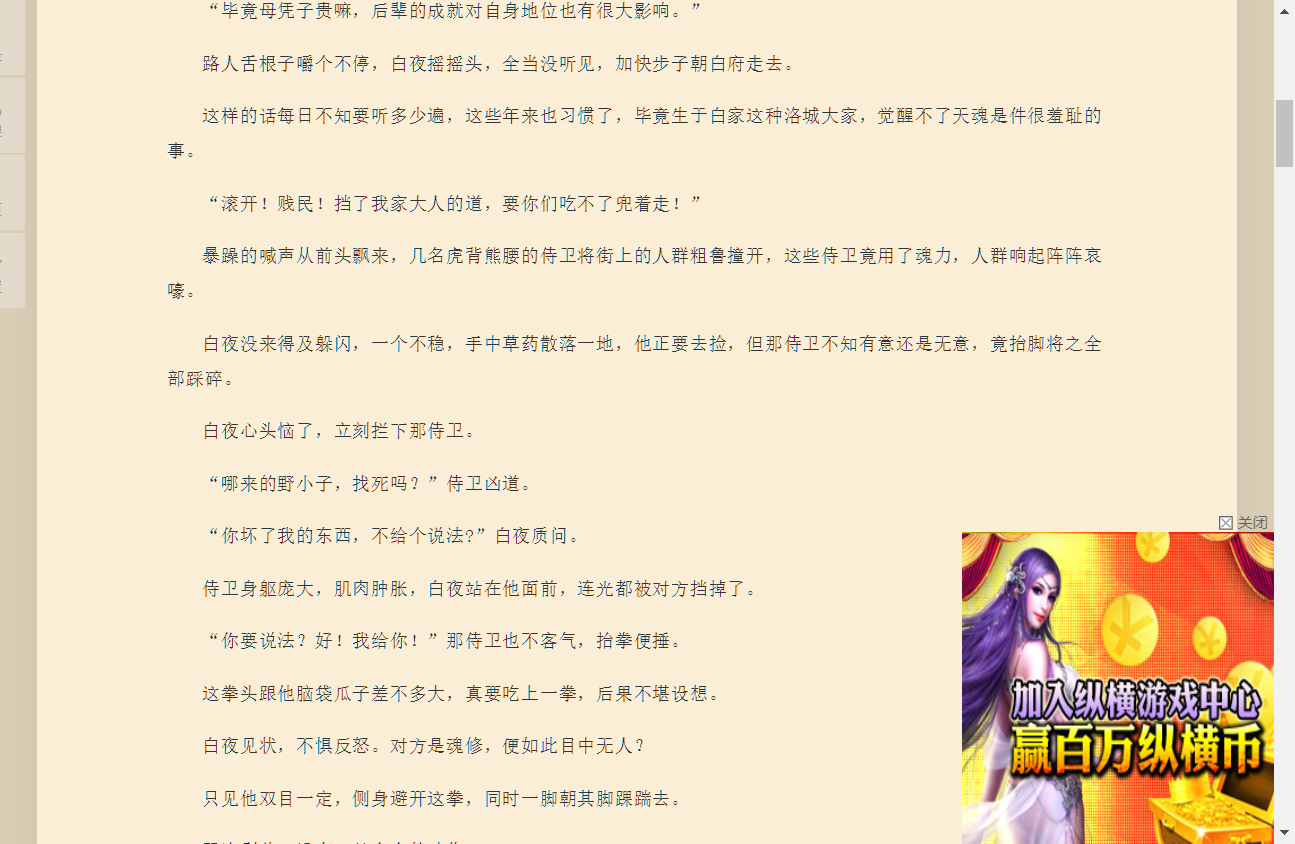 “毕竟母凭子贵嘛，后辈的成就对自身地位也有很大影响。”
路人舌根子嚼个不停，白夜摇摇头，全当没听见，加快步子朝白府走去。
这样的话每日不知要听多少遍，这些年来也习惯了，毕竟生于白家这种洛城大家，觉醒不了天魂是件很羞耻的
事。
“滚开！贱民！挡了我家大人的道，要你们吃不了兜着走！”
暴躁的喊声从前头飘来，几名虎背熊腰的侍卫将街上的人群粗鲁撞开，这些侍卫竟用了魂力，人群响起阵阵哀
嚎。
白夜没来得及躲闪，一个不稳，手中草药散落一地，他正要去捡，但那侍卫不知有意还是无意，竟抬脚将之全
部踩碎。
白夜心头恼了，立刻拦下那侍卫。
“哪来的野小子，找死吗？”侍卫凶道。
“你坏了我的东西，不给个说法?”白夜质问。
侍卫身躯庞大，肌肉肿胀，白夜站在他面前，连光都被对方挡掉了。
“你要说法？好！我给你！”那侍卫也不客气，抬拳便捶。
这拳头跟他脑袋瓜子差不多大，真要吃上一拳，后果不堪设想。
白夜见状，不惧反怒。对方是魂修，便如此目中无人？
只见他双目一定，侧身避开这拳，同时一脚朝其脚踝踹去。
关闭
加入纵横游戏中心
赢百万纵横币